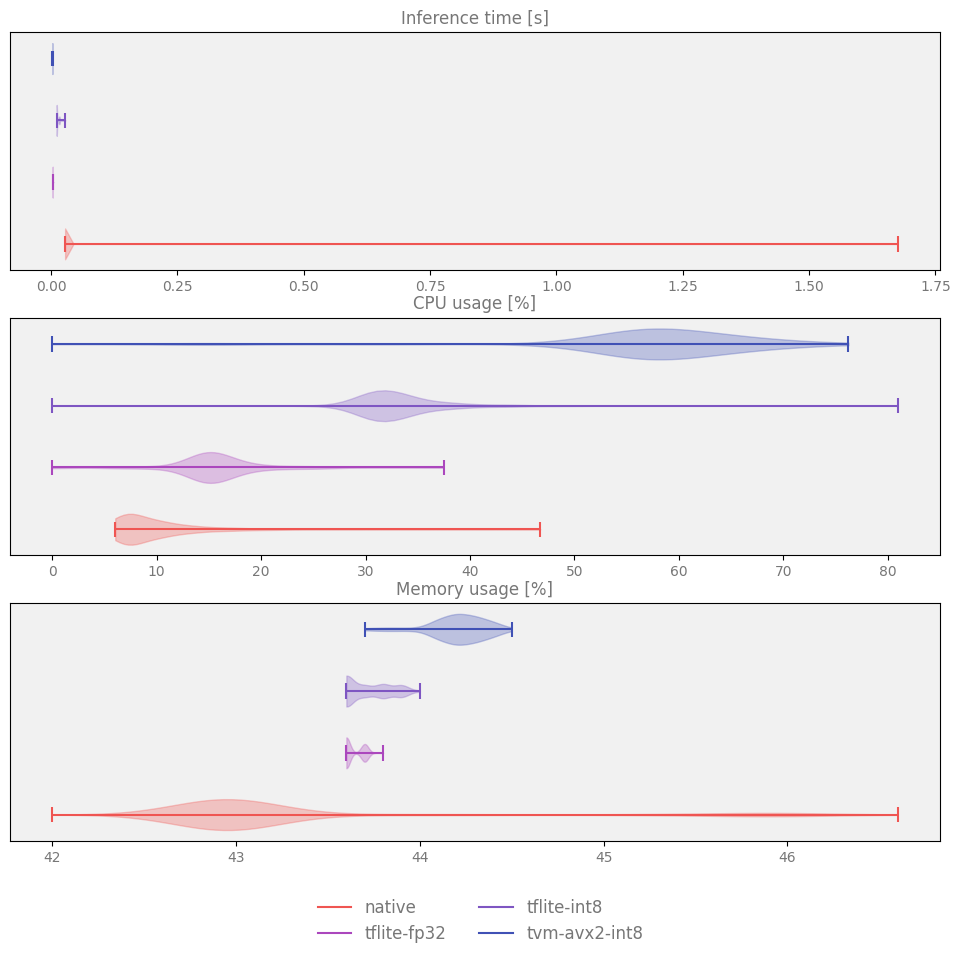 Inference time [s]
0.00 0.25 0.50 0.75 1.00 1.25 1.50 1.75
CPU usage [%]
0 10 20 30 40 50 60 70 80
Memory usage [%]
42 43 44 45 46
native tflite-int8
tflite-fp32 tvm-avx2-int8